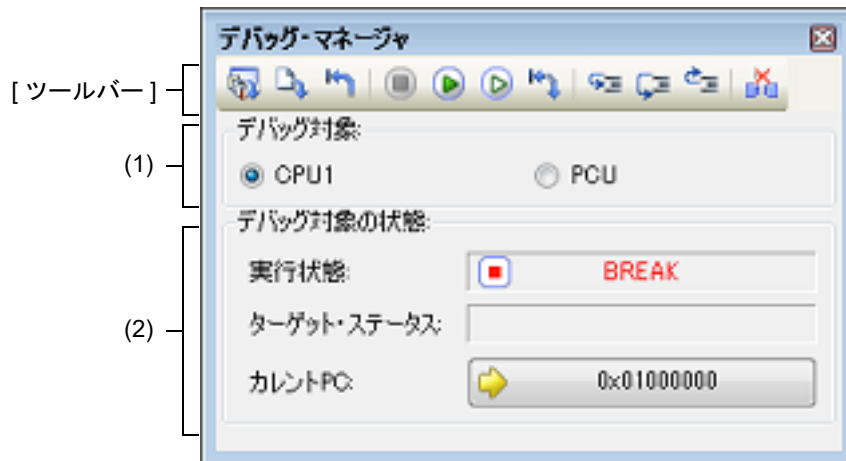 デバッグ・マネージャ
[ ツールバー ]
(1)
デバッグ対象:
CPU1
PCU
(2)
デバッグ対象の状態:
実行状態:
BREAK
ターゲット・ステータス:
カレントPC:
0x01000000